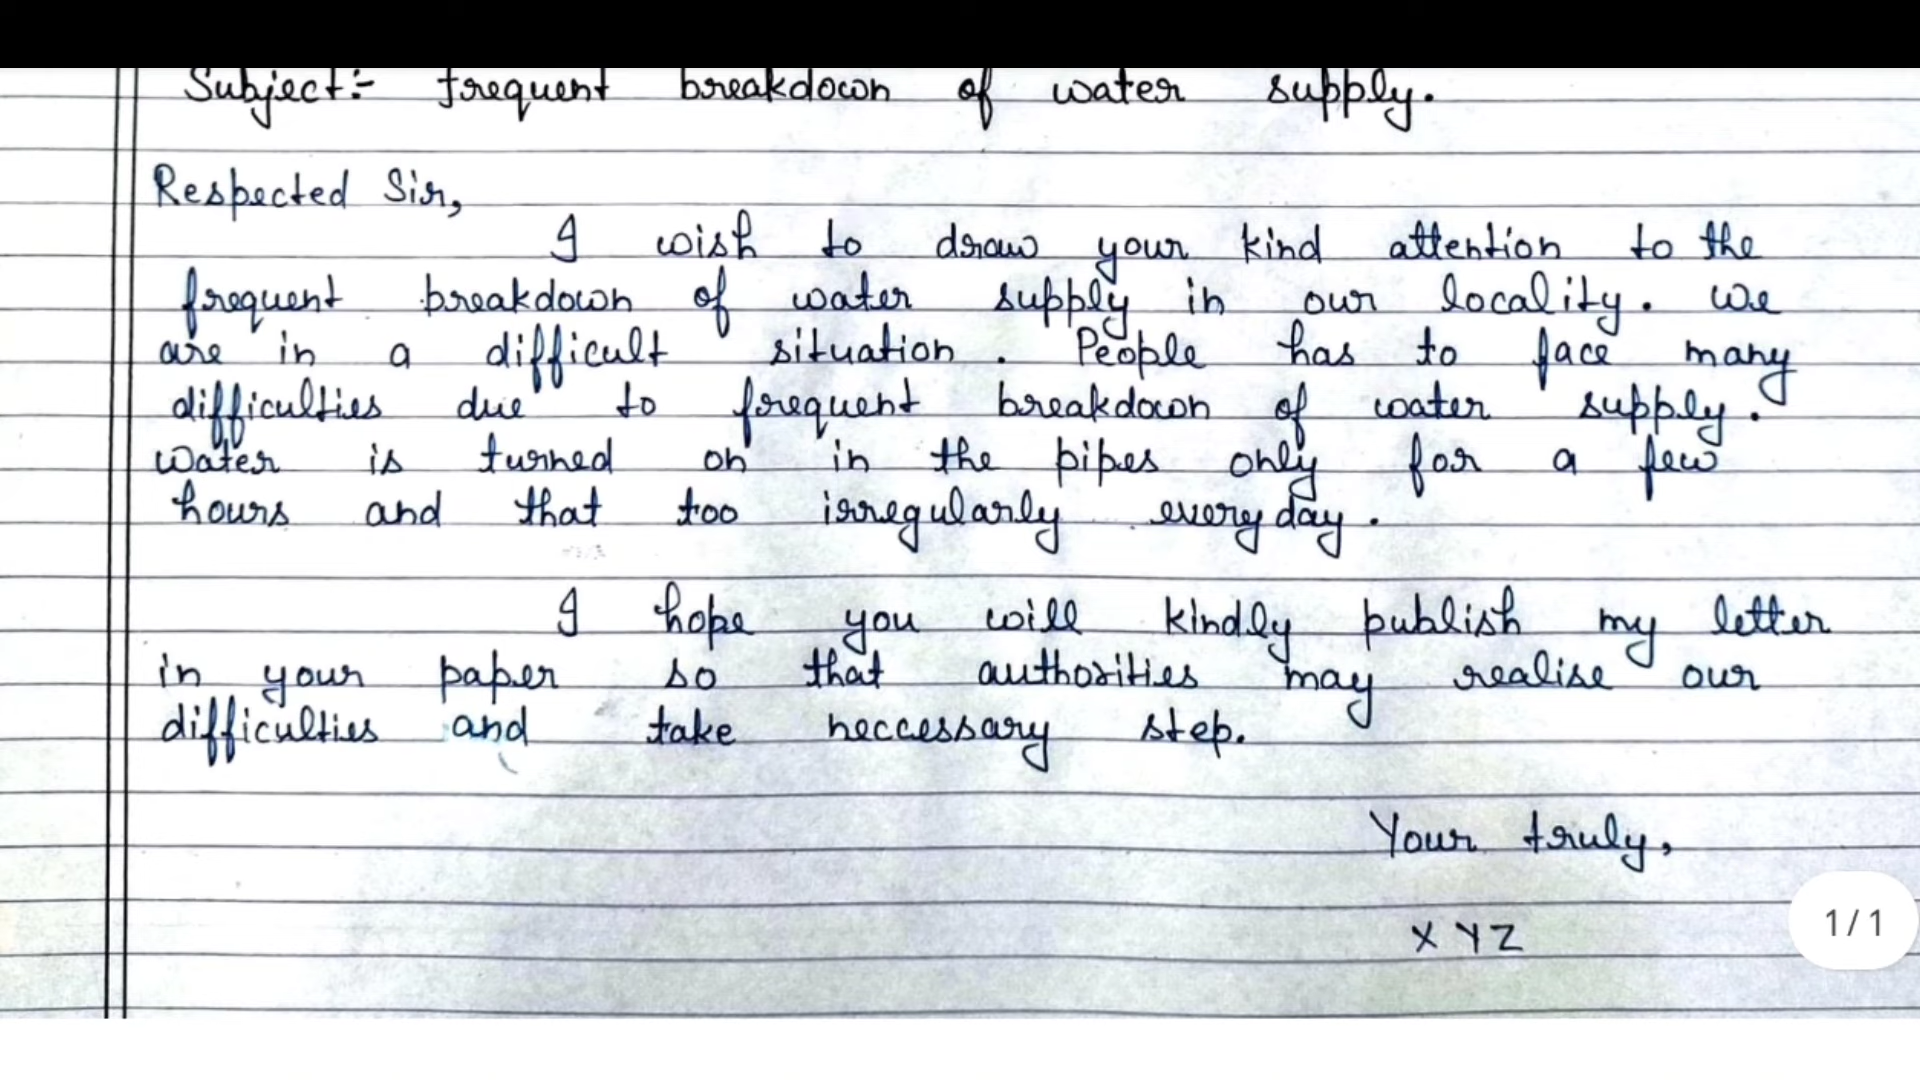 Subject:- frequent breakdown of water supply.
Respected Sir,
I wish to draw your kind attention to the
frequent breakdown of water supply in our locality. We
are in a difficult situation. People has to face many
difficulties due to frequent breakdown of water supply.
Water is turned on in the pipes only for a few
hours and that too irregularly every day.
I hope you will kindly publish my letter
in your paper so that authorities may realise our
difficulties and take neccessary step.
Your truly,
XYZ
1/1